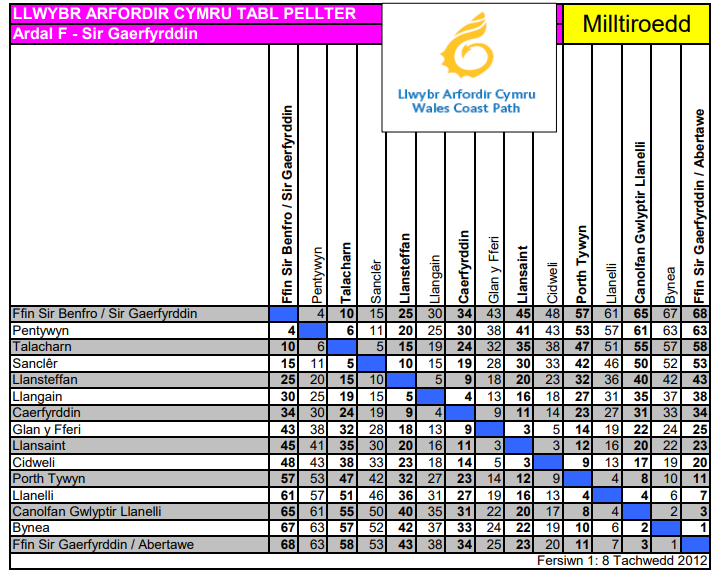 LLWYBR ARFORDIR CYMRU TABL PELLTER
Ardal F - Sir Gaerfyrddin
Milltiroedd
Llwybr Arfordir Cymru
Wales Coast Path
Ffin Sir Benfro / Sir Gaerfyrddin
Pentywyn
Talacharn
Sanclêr
Llansteffan
Llangain
Caerfyrddin
Glan y Fferi
Llansaint
Cidweli
Porth Tywyn
Llanelli
Canolfan Gwlyptir Llanelli
Bynea
Ffin Sir Gaerfyrddin / Abertawe
Ffin Sir Benfro / Sir Gaerfyrddin 4 10 15 25 30 34 43 45 48 57 61 65 67 68
Pentywyn 4 6 11 20 25 30 38 41 43 53 57 61 63 63
Talacharn 10 6 5 15 19 24 32 35 38 47 51 55 57 58
Sanclêr 15 11 5 10 15 19 28 30 33 42 46 50 52 53
Llansteffan 25 20 15 10 5 9 18 20 23 32 36 40 42 43
Llangain 30 25 19 15 5 4 13 16 18 27 31 35 37 38
Caerfyrddin 34 30 24 19 9 4 9 11 14 23 27 31 33 34
Glan y Fferi 43 38 32 28 18 13 9 3 5 14 19 22 24 25
Llansaint 45 41 35 30 20 16 11 3 3 12 16 20 22 23
Cidweli 48 43 38 33 23 18 14 5 3 9 13 17 19 20
Porth Tywyn 57 53 47 42 32 27 23 14 12 9 4 8 10 11
Llanelli 61 57 51 46 36 31 27 19 16 13 4 4 6 7
Canolfan Gwlyptir Llanelli 65 61 55 50 40 35 31 22 20 17 8 4 2 3
Bynea 67 63 57 52 42 37 33 24 22 19 10 6 2 1
Ffin Sir Gaerfyrddin / Abertawe 68 63 58 53 43 38 34 25 23 20 11 7 3 1
Fersiwn 1: 8 Tachwedd 2012